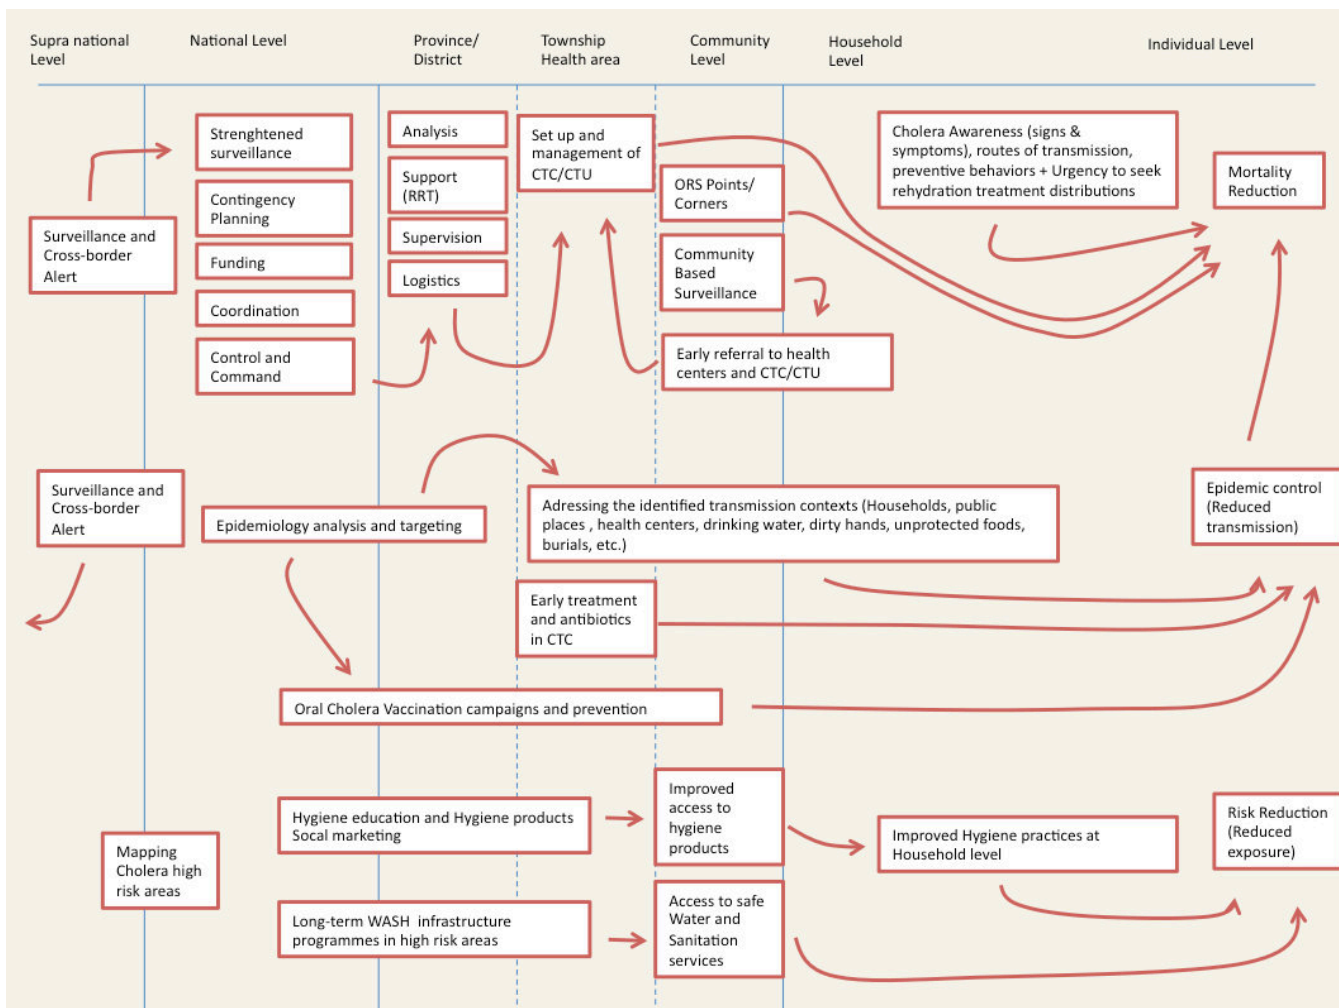 Supra national
Level
National Level
Province/
District
Township
Health area
Community
Level
Household
Level
Individual Level
Strenghtened
surveillance
Contingency
Planning
Funding
Coordination
Control and
Command
Surveillance and
Cross-border
Alert
Analysis
Support
(RRT)
Supervision
Logistics
Set up and
management of
CTC/CTU
ORS Points/
Corners
Community
Based
Surveillance
Early referral to health
centers and CTC/CTU
Cholera Awareness (signs &
symptoms), routes of transmission,
preventive behaviors + Urgency to seek
rehydration treatment distributions
Mortality
Reduction
Surveillance and
Cross-border
Alert
Epidemiology analysis and targeting
Adressing the identified transmission contexts (Households, public
places , health centers, drinking water, dirty hands, unprotected foods,
burials, etc.)
Epidemic control
(Reduced
transmission)
Early treatment
and antibiotics
in CTC
Oral Cholera Vaccination campaigns and prevention
Mapping
Cholera high
risk areas
Hygiene education and Hygiene products
Socal marketing
Improved
access to
hygiene
products
Improved Hygiene practices at
Household level
Risk Reduction
(Reduced
exposure)
Long-term WASH infrastructure
programmes in high risk areas
Access to safe
Water and
Sanitation
services